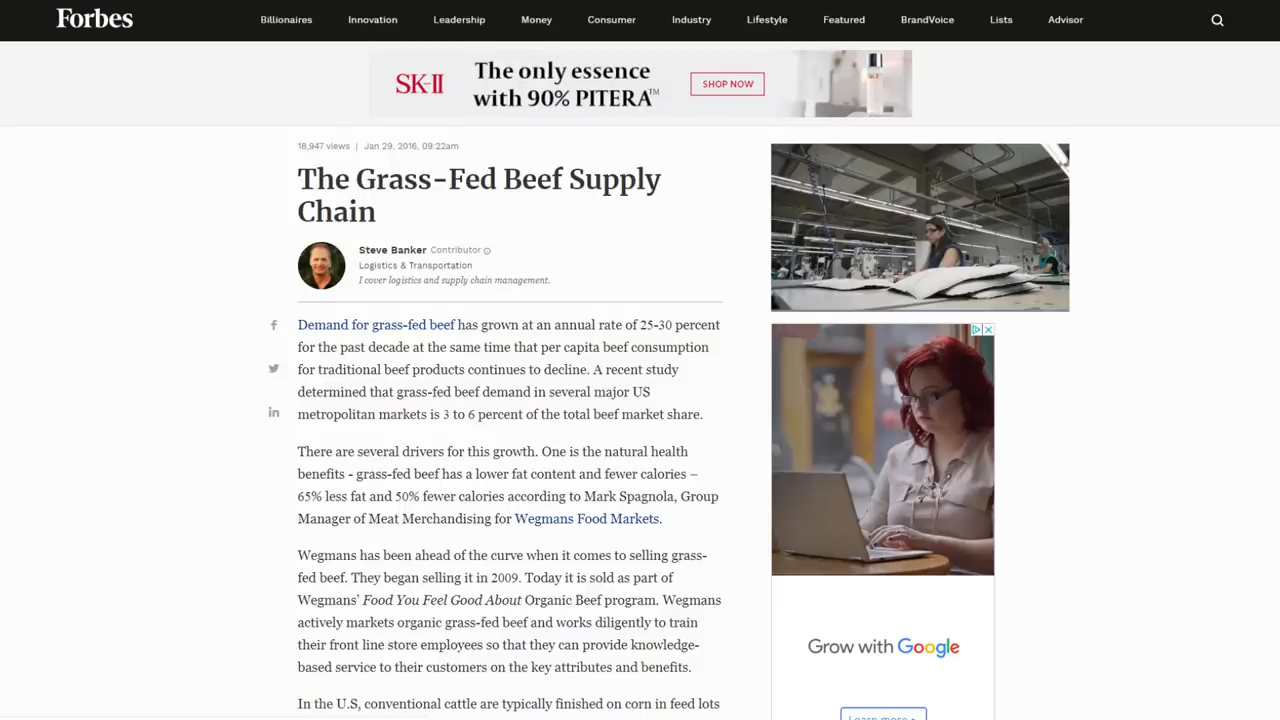 Forbes
Billionaires Innovation Leadership Money Consumer Industry Lifestyle Featured BrandVoice Lists Advisor
SK-II
The only essence
with 90% PITERA™
SHOP NOW
18,947 views | Jan 29, 2016, 09:22am
The Grass-Fed Beef Supply
Chain
Steve Banker Contributor
Logistics & Transportation
I cover logistics and supply chain management.
Demand for grass-fed beef has grown at an annual rate of 25-30 percent
for the past decade at the same time that per capita beef consumption
for traditional beef products continues to decline. A recent study
determined that grass-fed beef demand in several major US
metropolitan markets is 3 to 6 percent of the total beef market share.
There are several drivers for this growth. One is the natural health
benefits - grass-fed beef has a lower fat content and fewer calories –
65% less fat and 50% fewer calories according to Mark Spagnola, Group
Manager of Meat Merchandising for Wegmans Food Markets.
Wegmans has been ahead of the curve when it comes to selling grass-
fed beef. They began selling it in 2009. Today it is sold as part of
Wegmans’ Food You Feel Good About Organic Beef program. Wegmans
actively markets organic grass-fed beef and works diligently to train
their front line store employees so that they can provide knowledge-
based service to their customers on the key attributes and benefits.
In the U.S., conventional cattle are typically finished on corn in feed lots
Grow with Google
Learn more